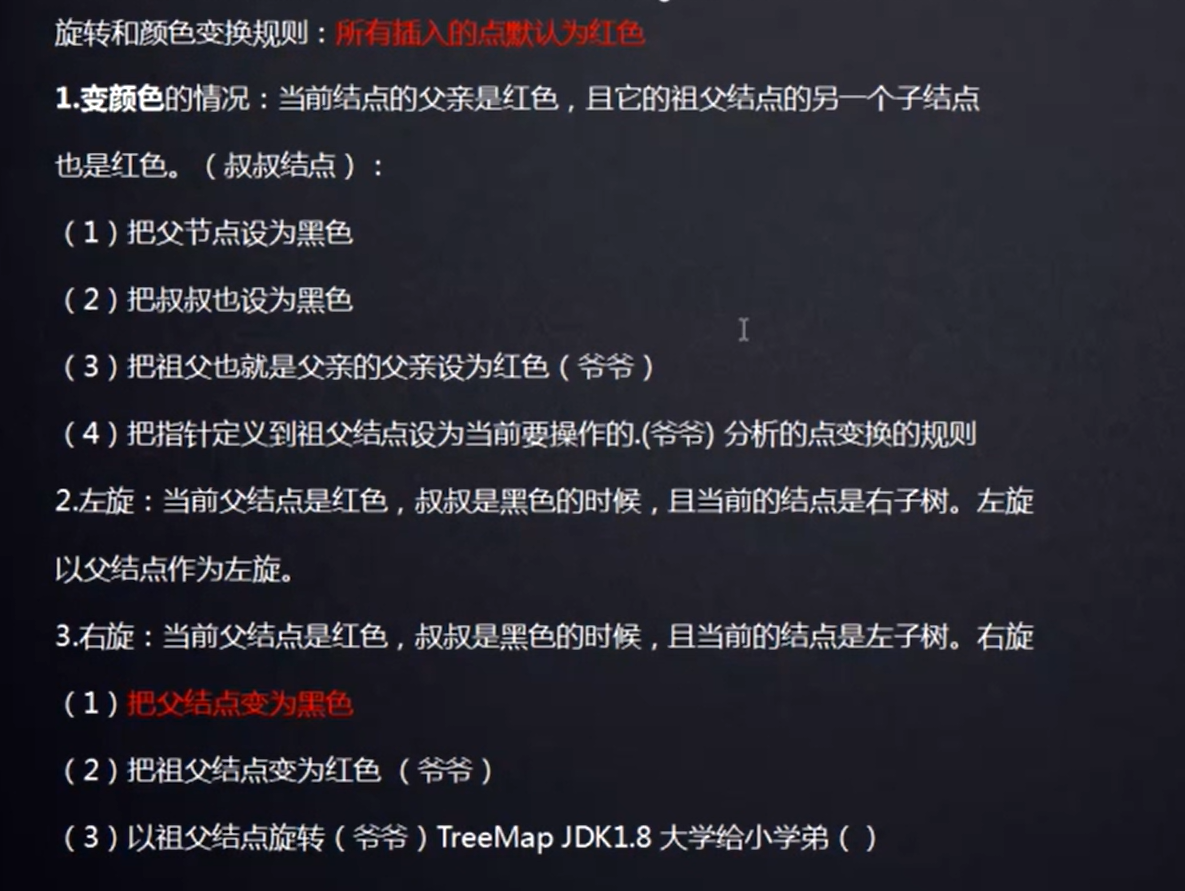 旋转和颜色变换规则：所有插入的点默认为红色
1.变颜色的情况：当前结点的父亲是红色，且它的祖父结点的另一个子结点
也是红色。（叔叔结点）：
（1）把父节点设为黑色
（2）把叔叔也设为黑色
（3）把祖父也就是父亲的父亲设为红色（爷爷）
（4）把指针定义到祖父结点设为当前要操作的.(爷爷) 分析的点变换的规则
2.左旋：当前父结点是红色，叔叔是黑色的时候，且当前的结点是右子树。左旋
以父结点作为左旋。
3.右旋：当前父结点是红色，叔叔是黑色的时候，且当前的结点是左子树。右旋
（1）把父结点变为黑色
（2）把祖父结点变为红色 （爷爷）
（3）以祖父结点旋转（爷爷）TreeMap JDK1.8 大学给小学弟（ ）